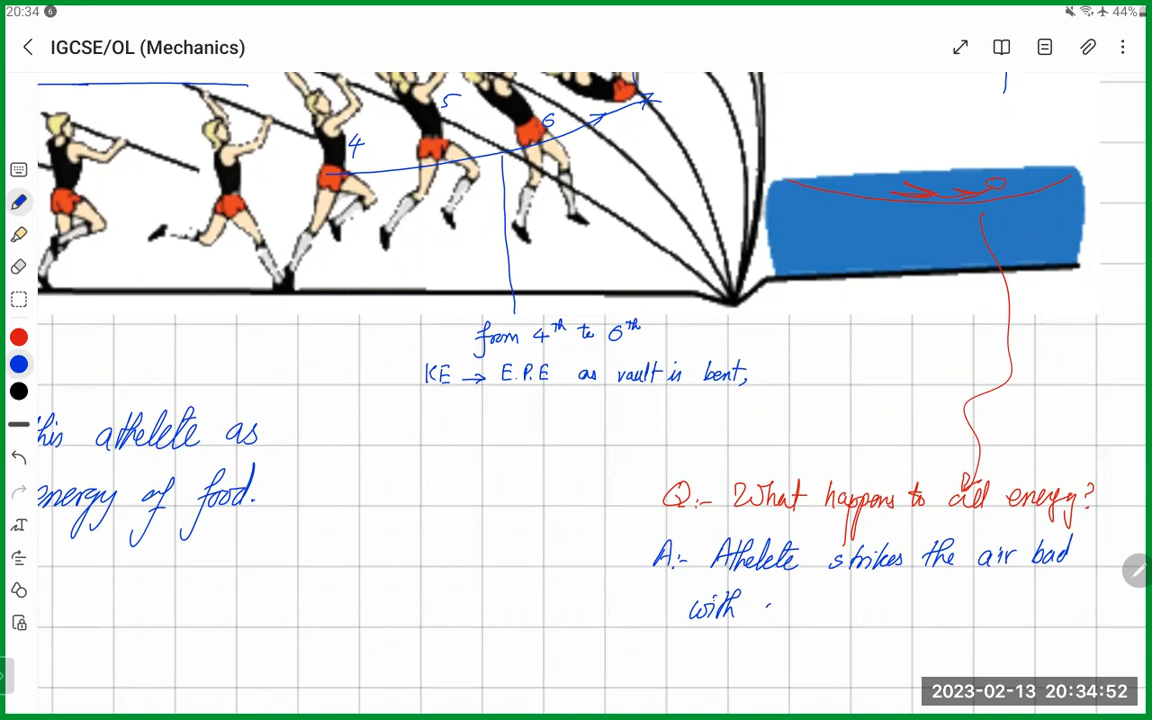 20:34 6 44%
IGCSE/OL (Mechanics)
4
5
6
from 4th to 6th
KE → E.P.E as vault is bent,
his athelete as
energy of food.
Q:- What happens to all energy?
A:- Athelete strikes the air bad
with
2023-02-13 20:34:52